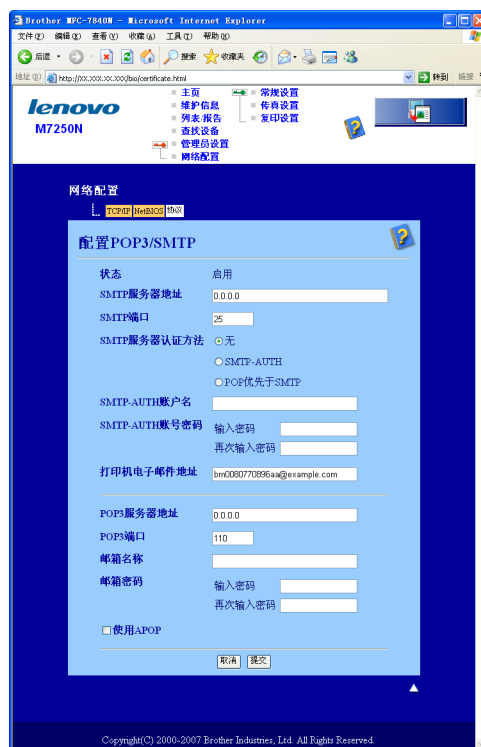 Brother MFC-7840N - Microsoft Internet Explorer
文件(F) 编辑(E) 查看(V) 收藏(A) 工具(T) 帮助(H)
后退 搜索 收藏夹
地址(D) http://XX.XXX.XX.XXX/bio/certificate.html 转到 链接
lenovo
M7250N
主页
维护信息
列表/报告
查找设备
管理员设置
网络配置
常规设置
传真设置
复印设置
网络配置
TCP/IP NetBIOS 协议
配置POP3/SMTP
状态 启用
SMTP服务器地址 0.0.0.0
SMTP端口 25
SMTP服务器认证方法 无
SMTP-AUTH
POP优先于SMTP
SMTP-AUTH账户名
SMTP-AUTH账号密码 输入密码
再次输入密码
打印机电子邮件地址 brn0080770896aa@example.com
POP3服务器地址 0.0.0.0
POP3端口 110
邮箱名称
邮箱密码 输入密码
再次输入密码
使用APOP
取消 提交
Copyright(C) 2000-2007 Brother Industries, Ltd. All Rights Reserved.